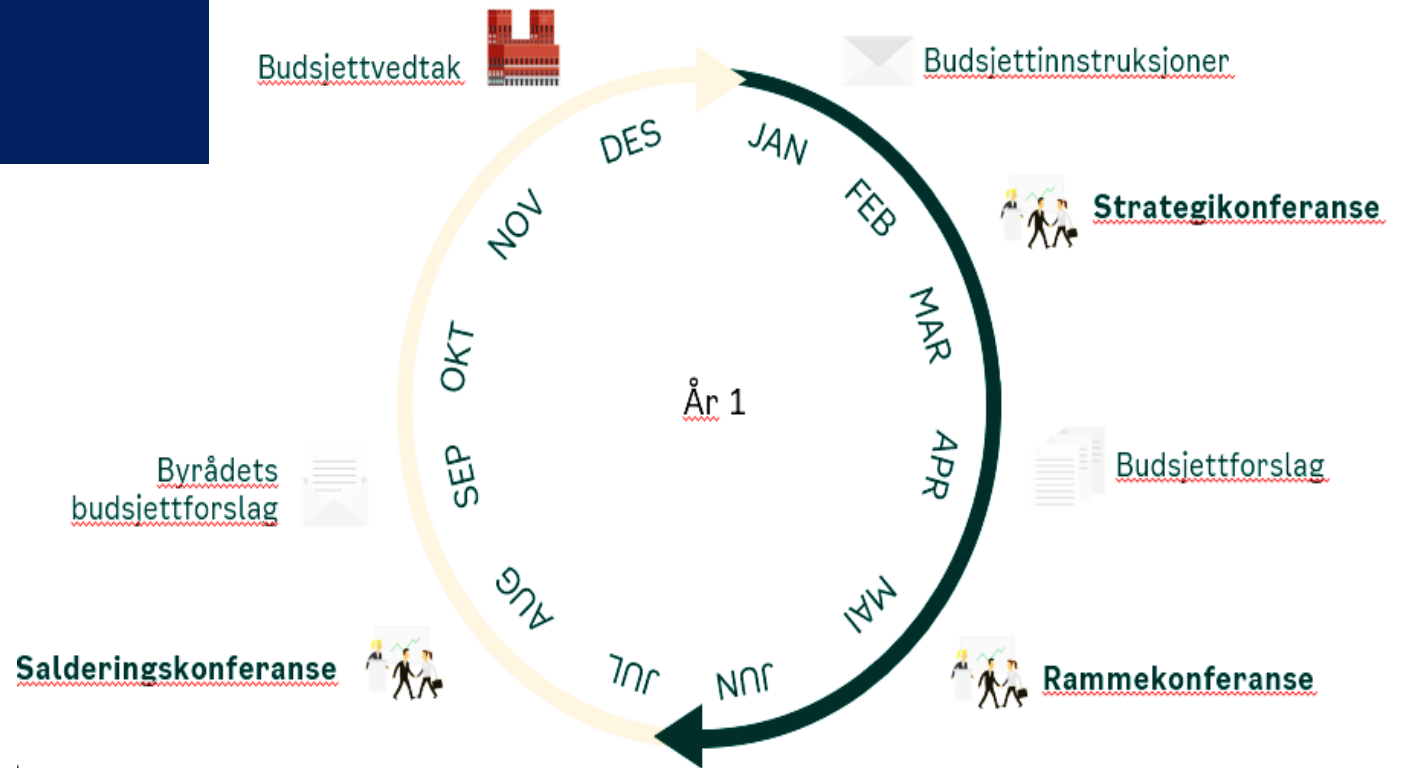 Budsjettvedtak
Budsjettinnstruksjoner
DES
JAN
NOV
FEB
Strategikonferanse
OKT
MAR
År 1
Byrådets
budsjettforslag
SEP
APR
Budsjettforslag
AUG
MAI
Salderingskonferanse
JUL
JUN
Rammekonferanse